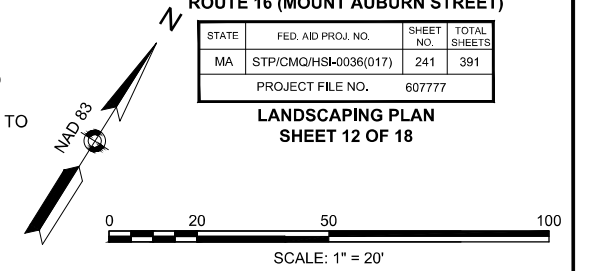 ROUTE 16 (MOUNT AUBURN STREET)
N
STATE FED. AID PROJ. NO. SHEET NO. TOTAL SHEETS
MA STP/CMQ/HSI-0036(017) 241 391
PROJECT FILE NO. 607777
TO
NAD 83
LANDSCAPING PLAN
SHEET 12 OF 18
0 20 50 100
SCALE: 1" = 20'